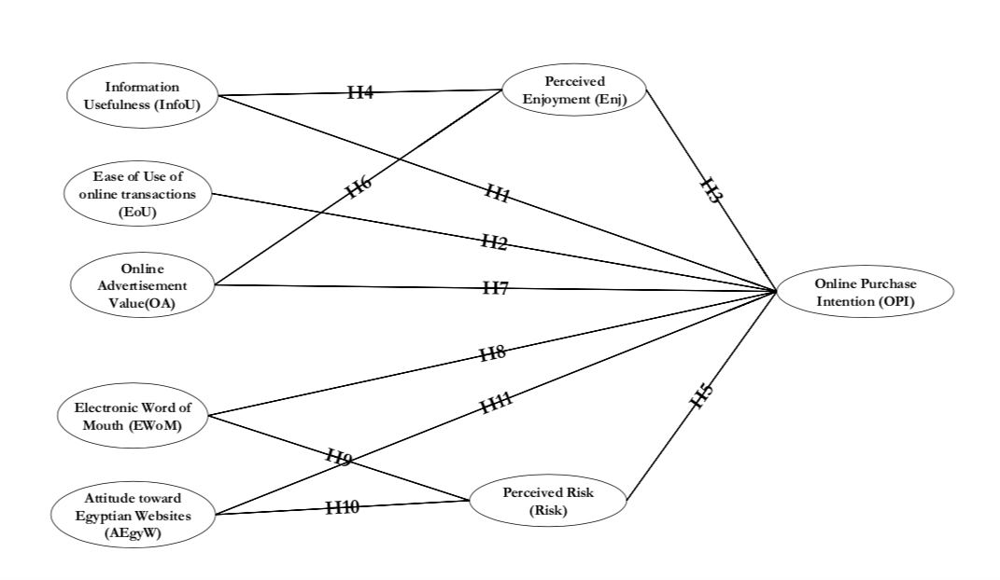 Information
Usefulness (InfoU)
H4
Perceived
Enjoyment (Enj)
Ease of Use of
online transactions
(EoU)
H6
H1
H3
H2
Online
Advertisement
Value(OA)
H7
Online Purchase
Intention (OPI)
H8
Electronic Word of
Mouth (EWoM)
H11
H5
H9
Attitude toward
Egyptian Websites
(AEgyW)
H10
Perceived Risk
(Risk)